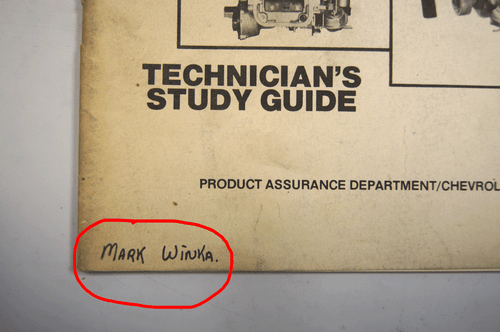 TECHNICIAN'S
STUDY GUIDE
PRODUCT ASSURANCE DEPARTMENT/CHEVROL
MARK WINKA.